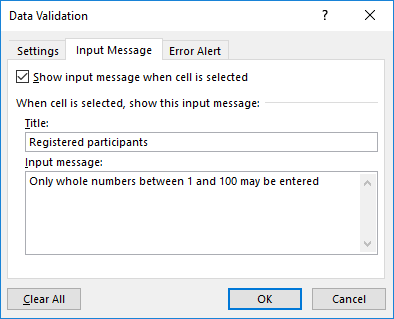 Data Validation
Settings Input Message Error Alert
Show input message when cell is selected
When cell is selected, show this input message:
Title:
Registered participants
Input message:
Only whole numbers between 1 and 100 may be entered
Clear All OK Cancel